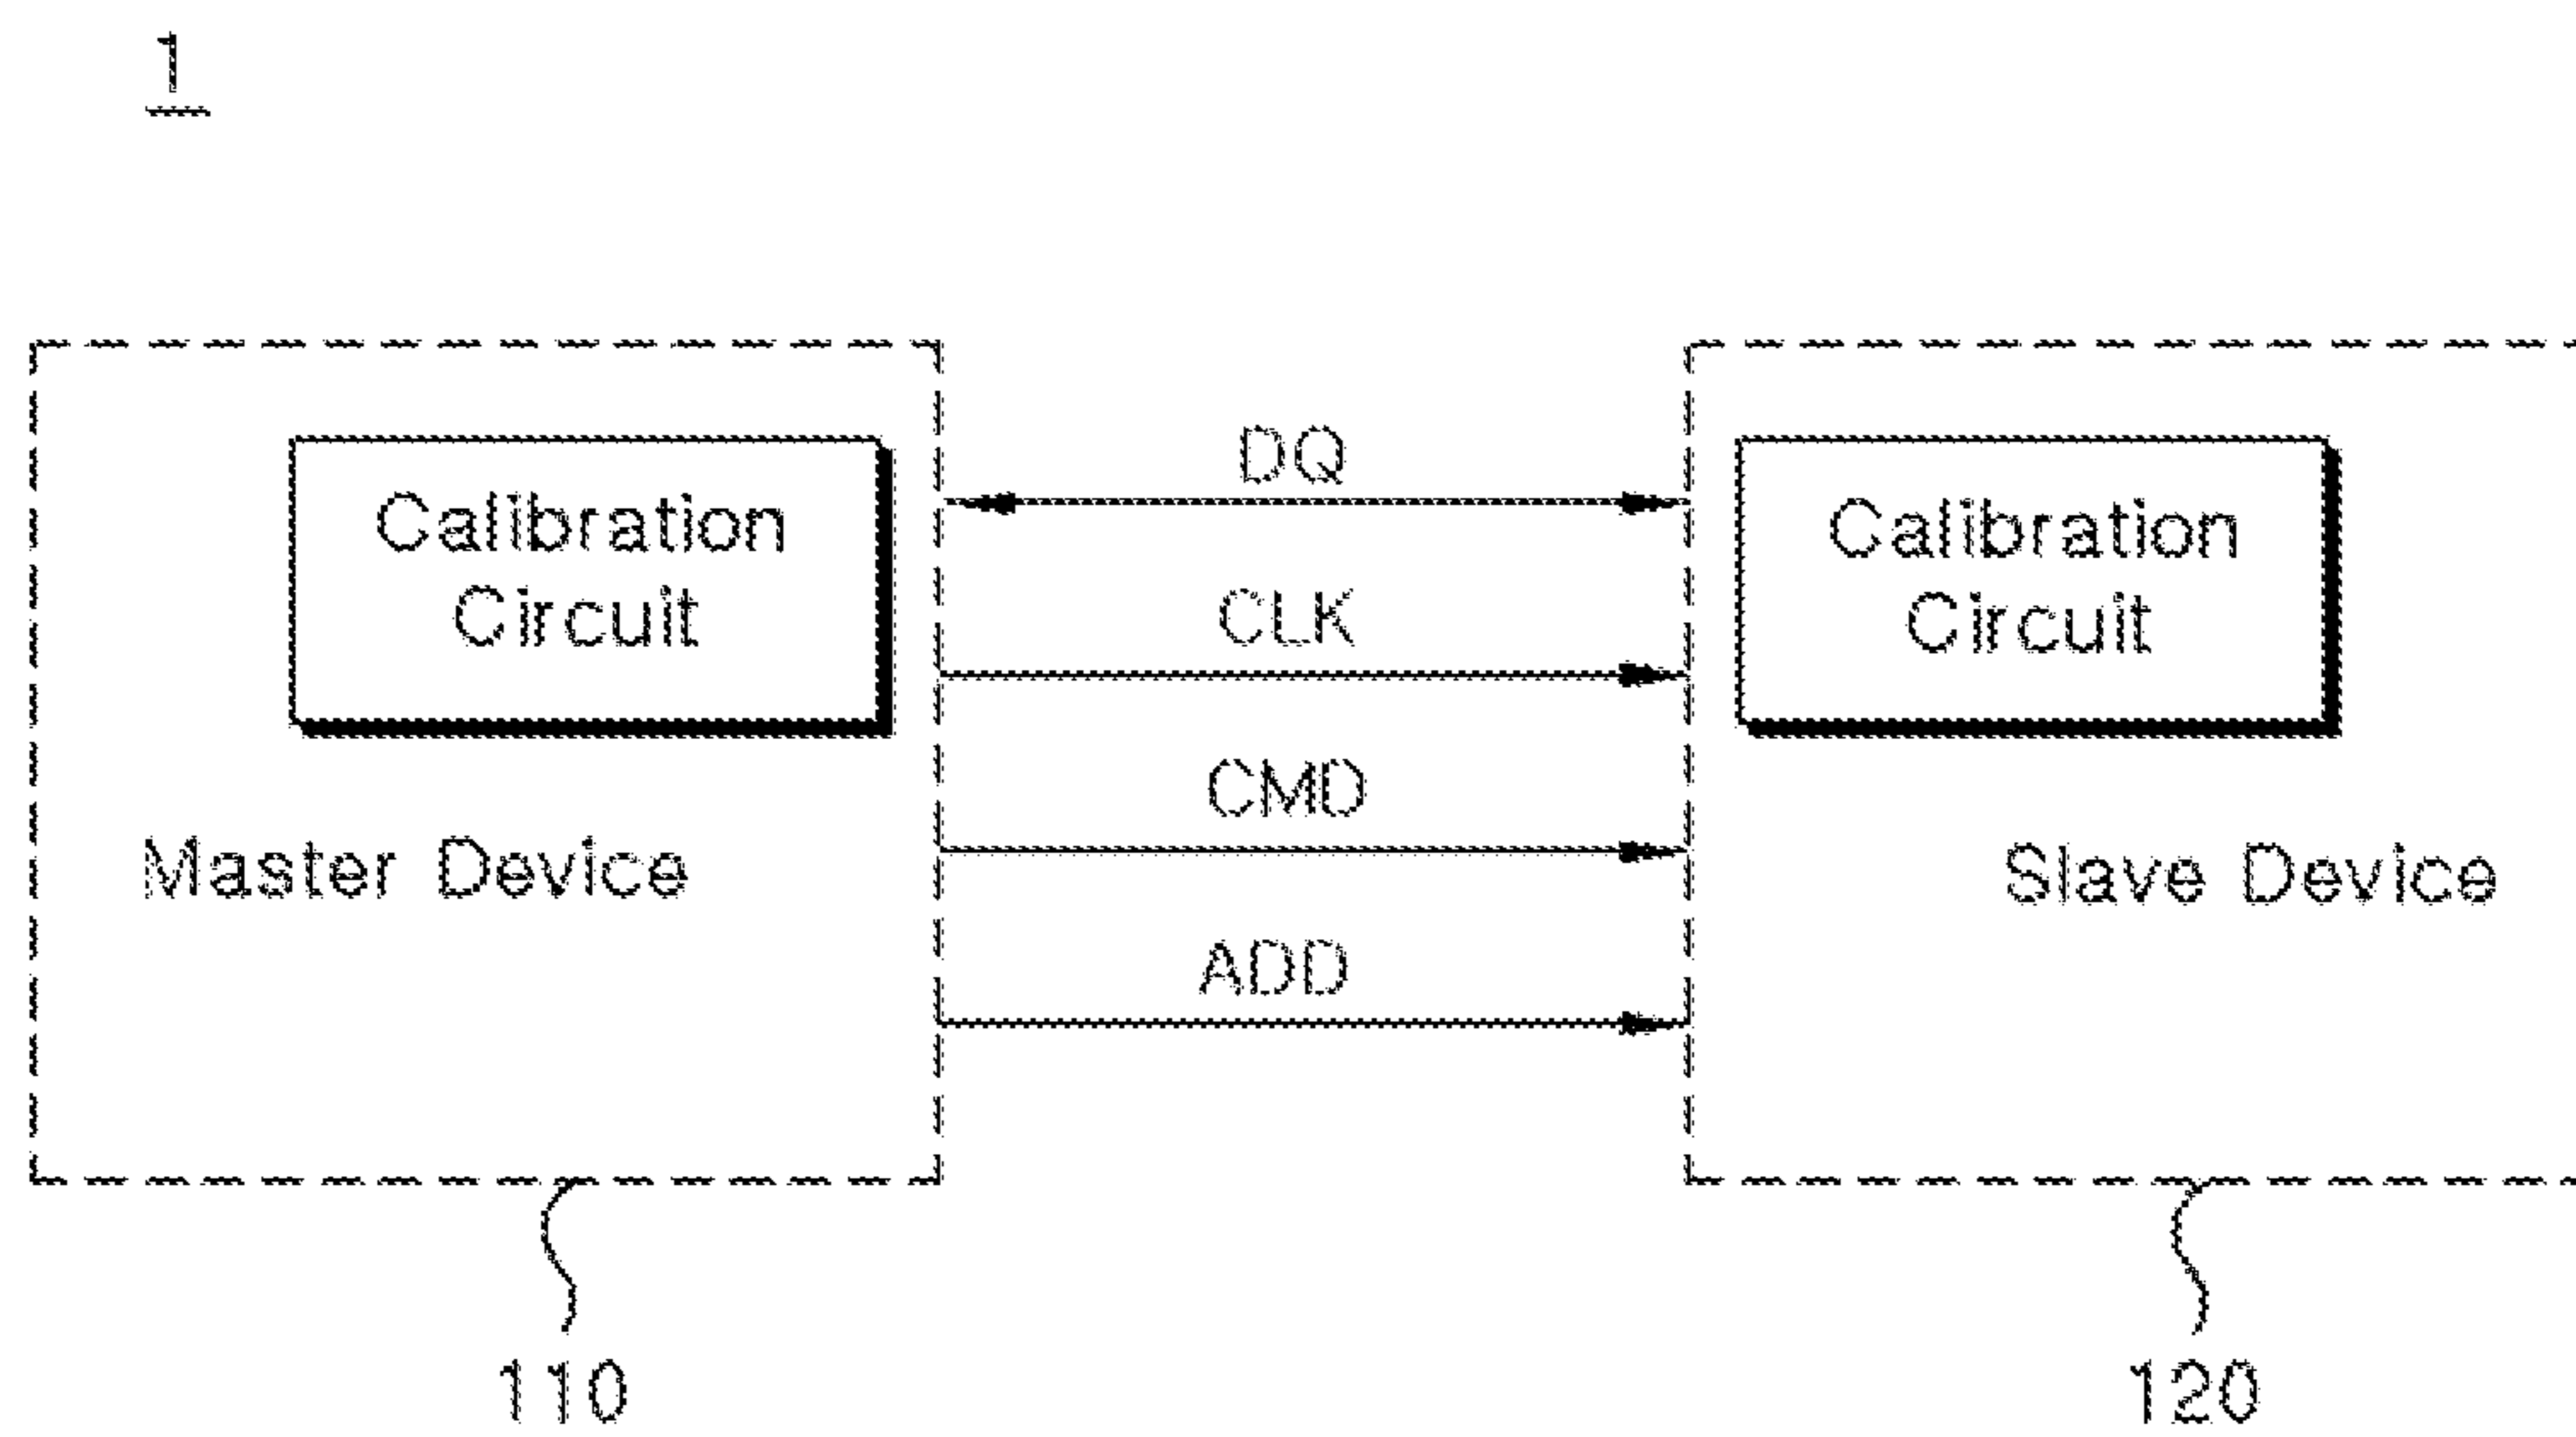 1
Calibration
Circuit
Master Device
DQ
CLK
CMD
ADD
Calibration
Circuit
Slave Device
110
120